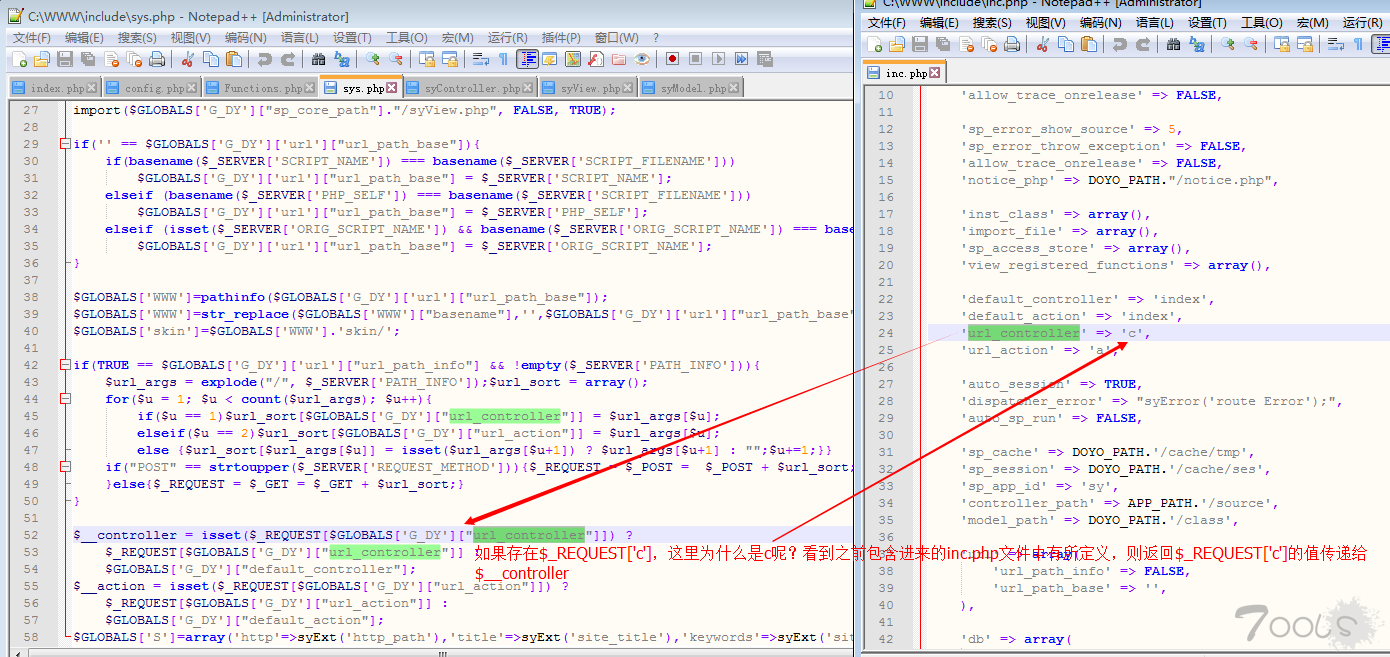 C:\WWW\include\sys.php - Notepad++ [Administrator]
文件(F) 编辑(E) 搜索(S) 视图(V) 编码(N) 语言(L) 设置(T) 工具(O) 宏(M) 运行(R) 插件(P) 窗口(W) ?
index.php config.php Functions.php sys.php syController.php syView.php syModel.php
27 import($GLOBALS['G_DY']["sp_core_path"]."/syView.php", FALSE, TRUE);
28
29 if('' == $GLOBALS['G_DY']['url']["url_path_base"]){
30 if(basename($_SERVER['SCRIPT_NAME']) === basename($_SERVER['SCRIPT_FILENAME']))
31 $GLOBALS['G_DY']['url']["url_path_base"] = $_SERVER['SCRIPT_NAME'];
32 elseif (basename($_SERVER['PHP_SELF']) === basename($_SERVER['SCRIPT_FILENAME']))
33 $GLOBALS['G_DY']['url']["url_path_base"] = $_SERVER['PHP_SELF'];
34 elseif (isset($_SERVER['ORIG_SCRIPT_NAME']) && basename($_SERVER['ORIG_SCRIPT_NAME']) === base
35 $GLOBALS['G_DY']['url']["url_path_base"] = $_SERVER['ORIG_SCRIPT_NAME'];
36 }
37
38 $GLOBALS['WWW']=pathinfo($GLOBALS['G_DY']['url']["url_path_base"]);
39 $GLOBALS['WWW']=str_replace($GLOBALS['WWW']["basename"],'',$GLOBALS['G_DY']['url']["url_path_base"
40 $GLOBALS['skin']=$GLOBALS['WWW'].'skin/';
41
42 if(TRUE == $GLOBALS['G_DY']['url']["url_path_info"] && !empty($_SERVER['PATH_INFO'])){
43 $url_args = explode("/", $_SERVER['PATH_INFO']);$url_sort = array();
44 for($u = 1; $u < count($url_args); $u++){
45 if($u == 1)$url_sort[$GLOBALS['G_DY']["url_controller"]] = $url_args[$u];
46 elseif($u == 2)$url_sort[$GLOBALS['G_DY']["url_action"]] = $url_args[$u];
47 else {$url_sort[$url_args[$u]] = isset($url_args[$u+1]) ? $url_args[$u+1] : "";$u+=1;}}
48 if("POST" == strtoupper($_SERVER['REQUEST_METHOD'])){$_REQUEST = $_POST = $_POST + $url_sort;
49 }else{$_REQUEST = $_GET = $_GET + $url_sort;}
50 }
51
52 $__controller = isset($_REQUEST[$GLOBALS['G_DY']["url_controller"]]) ?
53 $_REQUEST[$GLOBALS['G_DY']["url_controller"]] :
54 $GLOBALS['G_DY']["default_controller"];
55 $__action = isset($_REQUEST[$GLOBALS['G_DY']["url_action"]]) ?
56 $_REQUEST[$GLOBALS['G_DY']["url_action"]] :
57 $GLOBALS['G_DY']["default_action"];
58 $GLOBALS['S']=array('http'=>syExt('http_path'),'title'=>syExt('site_title'),'keywords'=>syExt('sit
如果存在$_REQUEST['c']，这里为什么是c呢？看到之前包含进来的inc.php文件中有所定义，则返回$_REQUEST['c']的值传递给
$__controller
C:\WWW\include\inc.php - Notepad++ [Administrator]
文件(F) 编辑(E) 搜索(S) 视图(V) 编码(N) 语言(L) 设置(T) 工具(O) 宏(M) 运行(R)
inc.php
10 'allow_trace_onrelease' => FALSE,
11
12 'sp_error_show_source' => 5,
13 'sp_error_throw_exception' => FALSE,
14 'allow_trace_onrelease' => FALSE,
15 'notice_php' => DOYO_PATH."/notice.php",
16
17 'inst_class' => array(),
18 'import_file' => array(),
19 'sp_access_store' => array(),
20 'view_registered_functions' => array(),
21
22 'default_controller' => 'index',
23 'default_action' => 'index',
24 'url_controller' => 'c',
25 'url_action' => 'a',
26
27 'auto_session' => TRUE,
28 'dispatcher_error' => "syError('route Error');",
29 'auto_sp_run' => FALSE,
30
31 'sp_cache' => DOYO_PATH.'/cache/tmp',
32 'sp_session' => DOYO_PATH.'/cache/ses',
33 'sp_app_id' => 'sy',
34 'controller_path' => APP_PATH.'/source',
35 'model_path' => DOYO_PATH.'/class',
36
37 => array(
38 'url_path_info' => FALSE,
39 'url_path_base' => '',
40 ),
41
42 'db' => array(
7ools